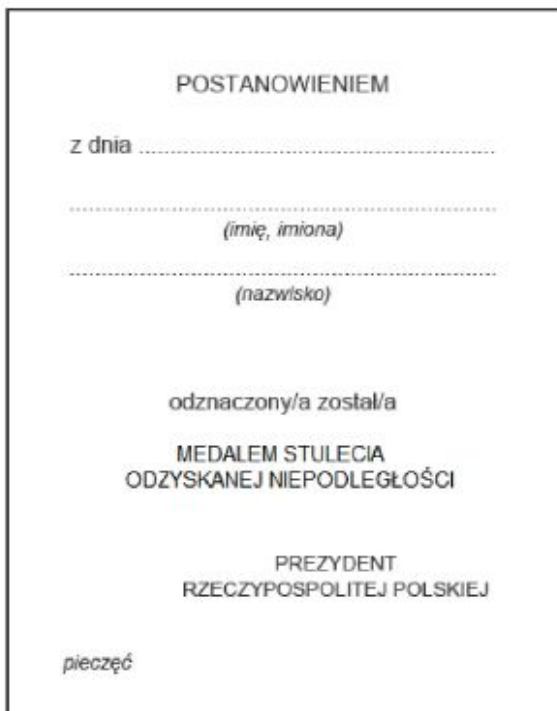 POSTANOWIENIEM
z dnia ........................................................
........................................................................
(imię, imiona)
........................................................................
(nazwisko)
odznaczony/a został/a
MEDALEM STULECIA
ODZYSKANEJ NIEPODLEGŁOŚCI
PREZYDENT
RZECZYPOSPOLITEJ POLSKIEJ
pieczęć